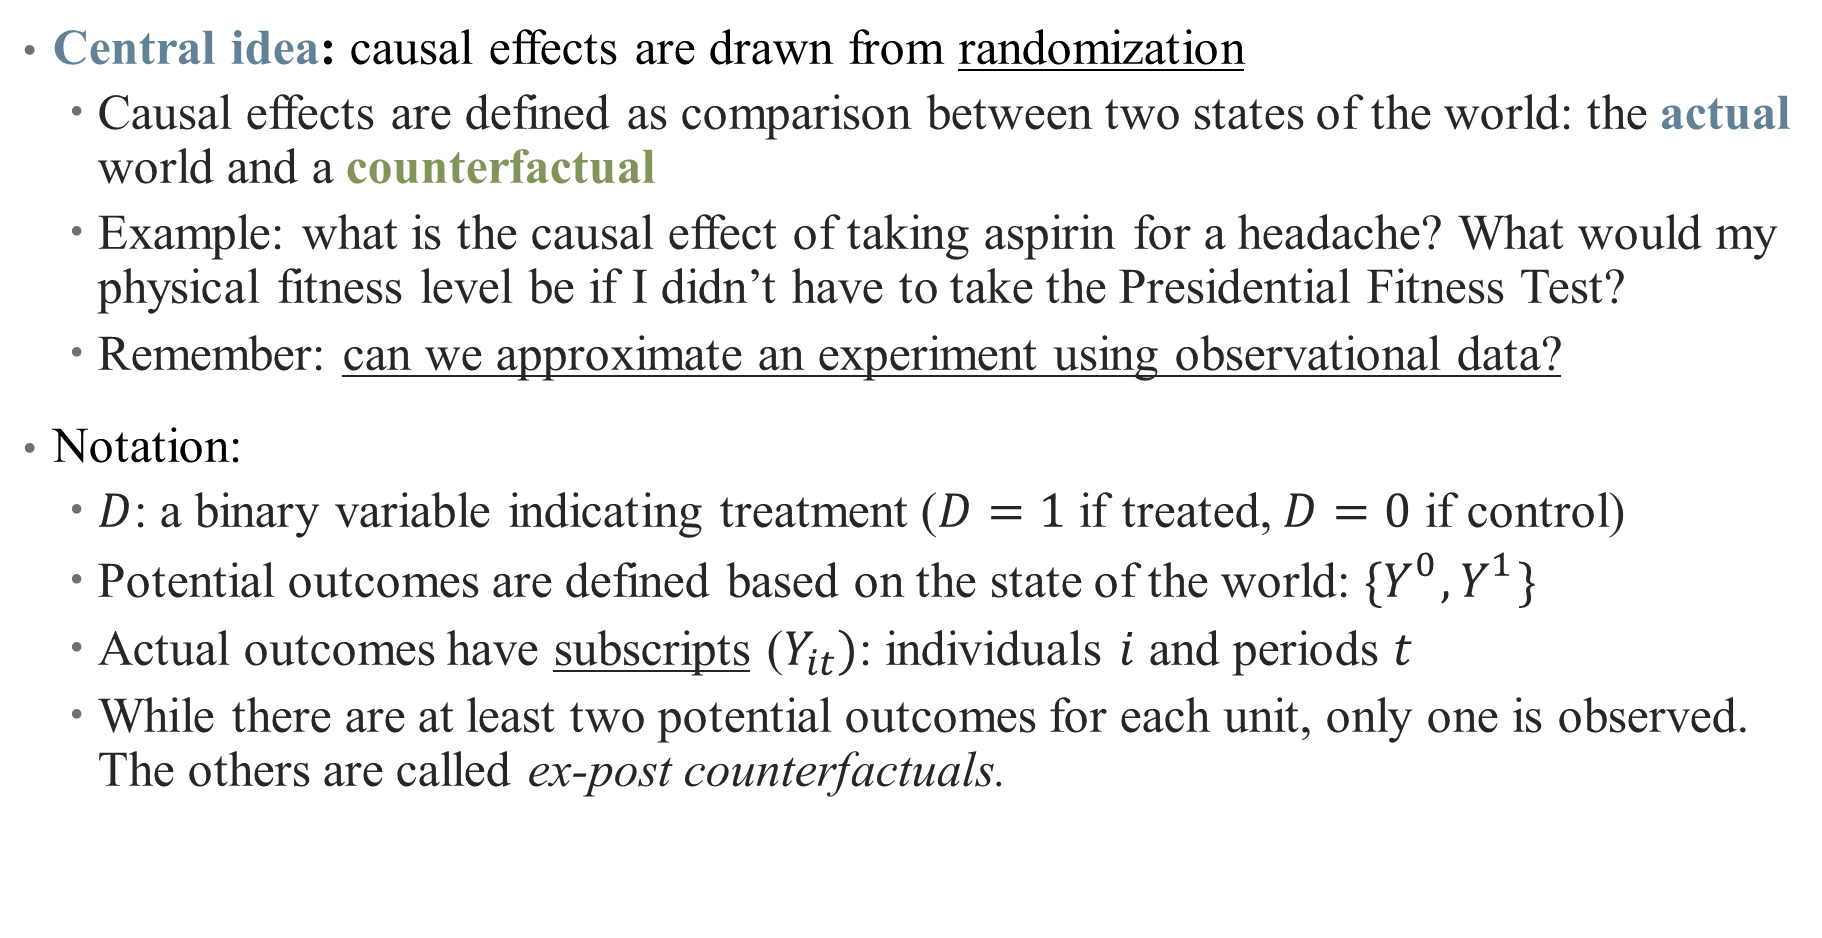 • Central idea: causal effects are drawn from randomization
• Causal effects are defined as comparison between two states of the world: the actual
world and a counterfactual
• Example: what is the causal effect of taking aspirin for a headache? What would my
physical fitness level be if I didn’t have to take the Presidential Fitness Test?
• Remember: can we approximate an experiment using observational data?
• Notation:
• D: a binary variable indicating treatment (D = 1 if treated, D = 0 if control)
• Potential outcomes are defined based on the state of the world: {Y⁰, Y¹}
• Actual outcomes have subscripts (Y_{it}): individuals i and periods t
• While there are at least two potential outcomes for each unit, only one is observed.
The others are called ex-post counterfactuals.